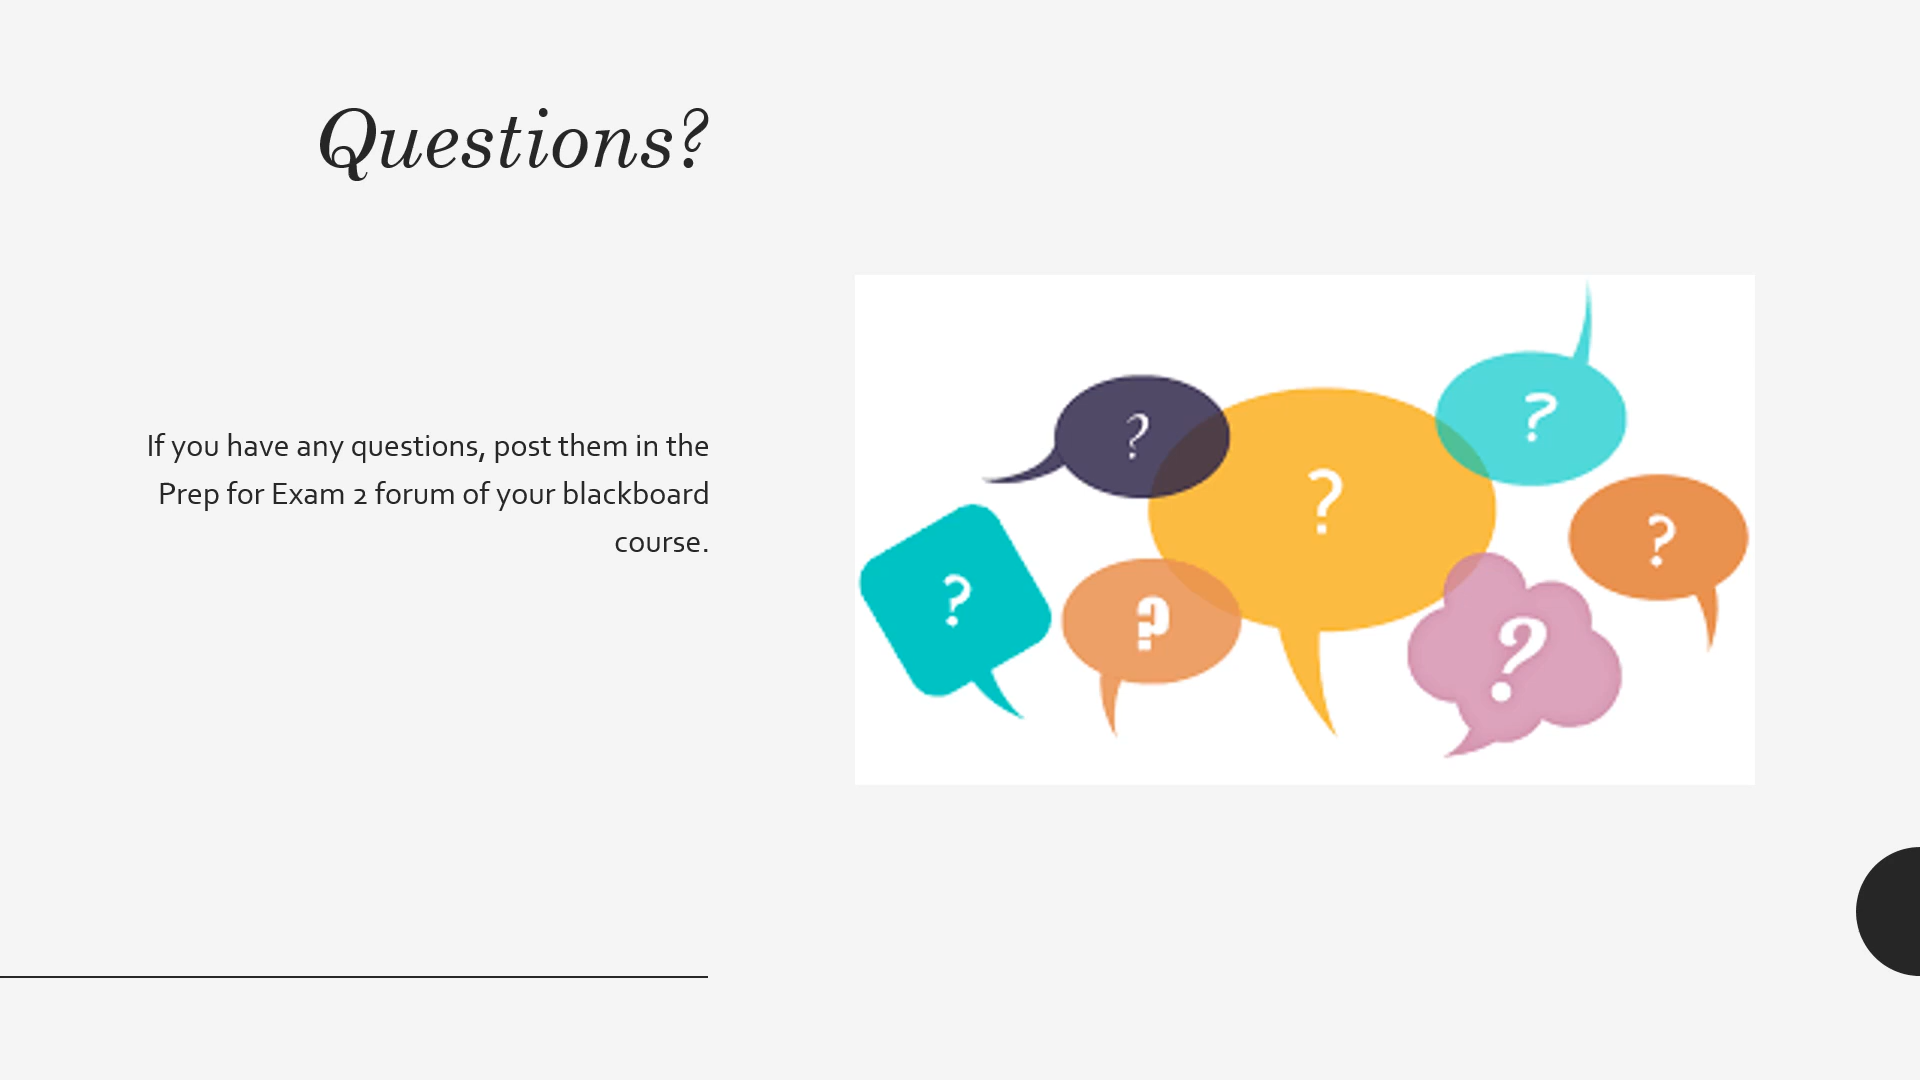 Questions?
If you have any questions, post them in the
Prep for Exam 2 forum of your blackboard
course.
?
?
?
?
?
?
?